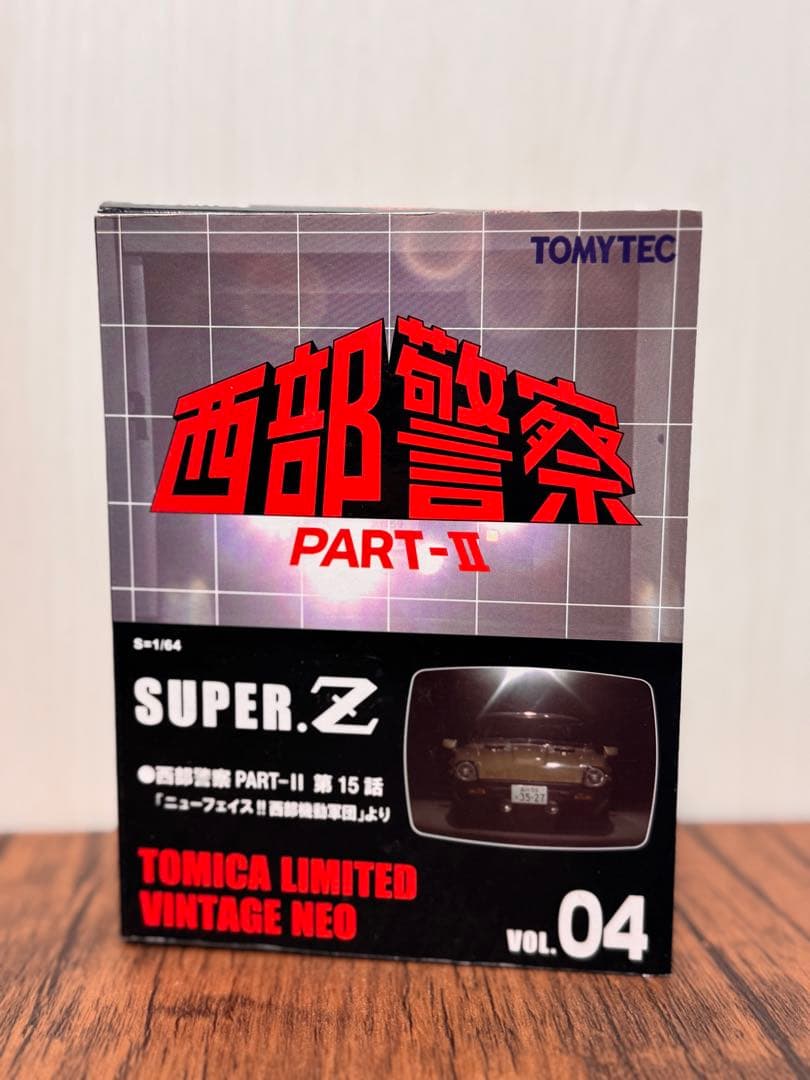 TOMYTEC
西部警察
PART-II
S=1/64
SUPER.Z
●西部警察 PART-II 第15話
「ニューフェイス!!西部機動軍団」より
・35-27
TOMICA LIMITED
VINTAGE NEO
VOL.04